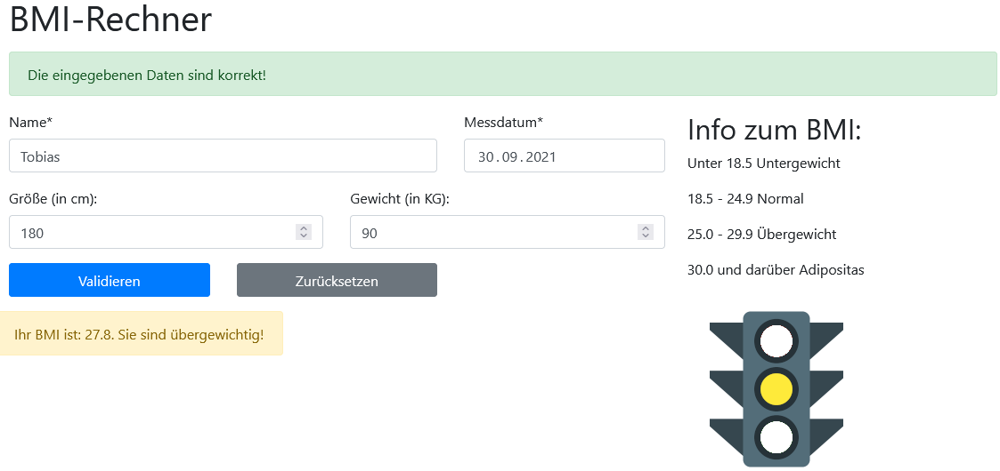 BMI-Rechner
Die eingegebenen Daten sind korrekt!
Name*
Messdatum*
Tobias
30.09.2021
Größe (in cm):
Gewicht (in KG):
180
90
Validieren
Zurücksetzen
Ihr BMI ist: 27.8. Sie sind übergewichtig!
Info zum BMI:
Unter 18.5 Untergewicht
18.5 - 24.9 Normal
25.0 - 29.9 Übergewicht
30.0 und darüber Adipositas